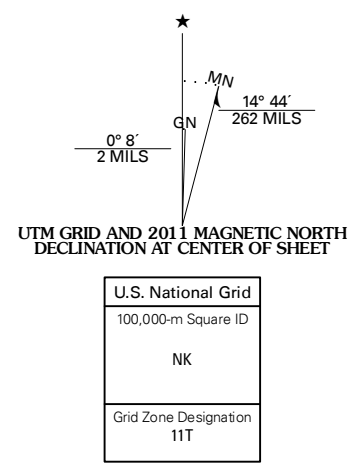 ★
MN
GN
14° 44´
262 MILS
0° 8´
2 MILS
UTM GRID AND 2011 MAGNETIC NORTH
DECLINATION AT CENTER OF SHEET
U.S. National Grid
100,000-m Square ID
NK
Grid Zone Designation
11T